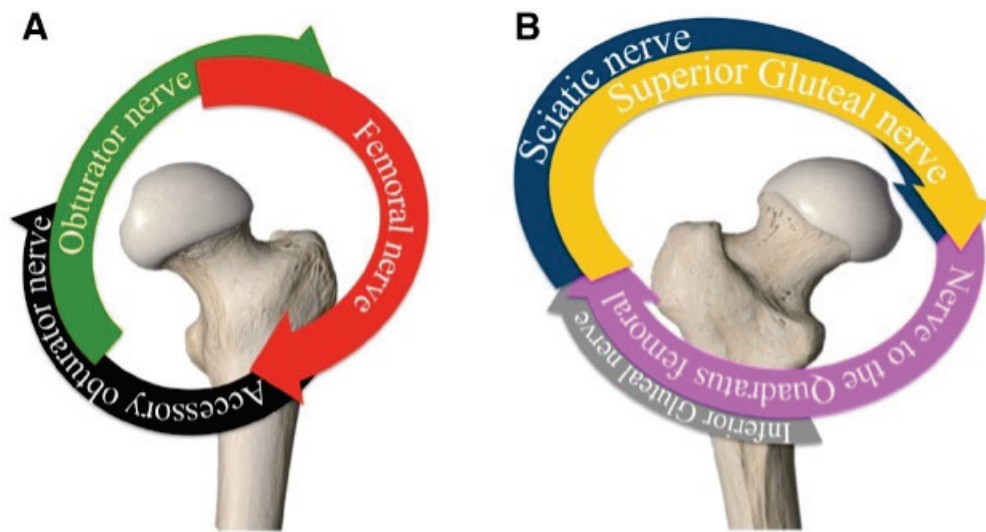 A
Obturator nerve
Femoral nerve
Accessory obturator nerve
B
Sciatic nerve
Superior Gluteal nerve
Nerve to the Quadratus femoral
Inferior Gluteal nerve